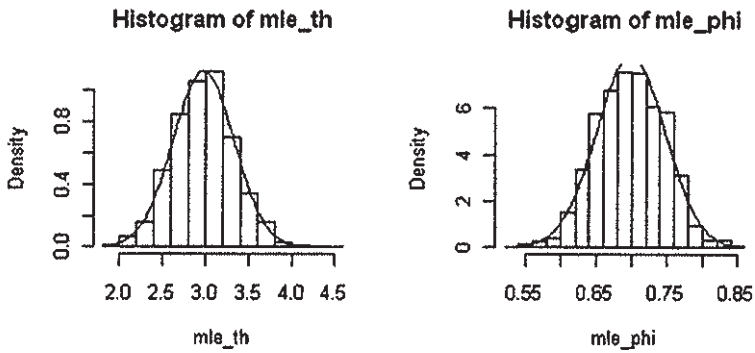 Histogram of mle_th
Density
0.0 0.4 0.8
2.0 2.5 3.0 3.5 4.0 4.5
mle_th
Histogram of mle_phi
Density
0 2 4 6
0.55 0.65 0.75 0.85
mle_phi